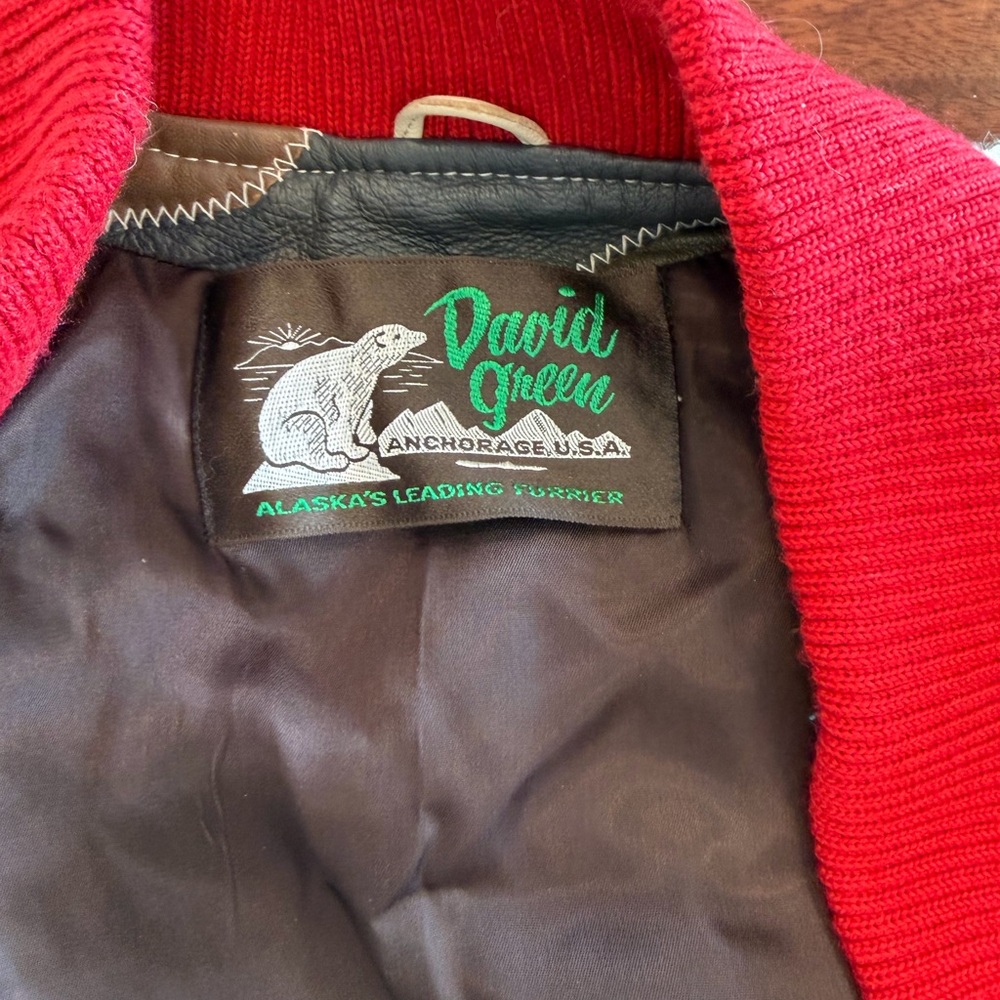 David
green
ANCHORAGE U.S.A.
ALASKA'S LEADING FURRIER